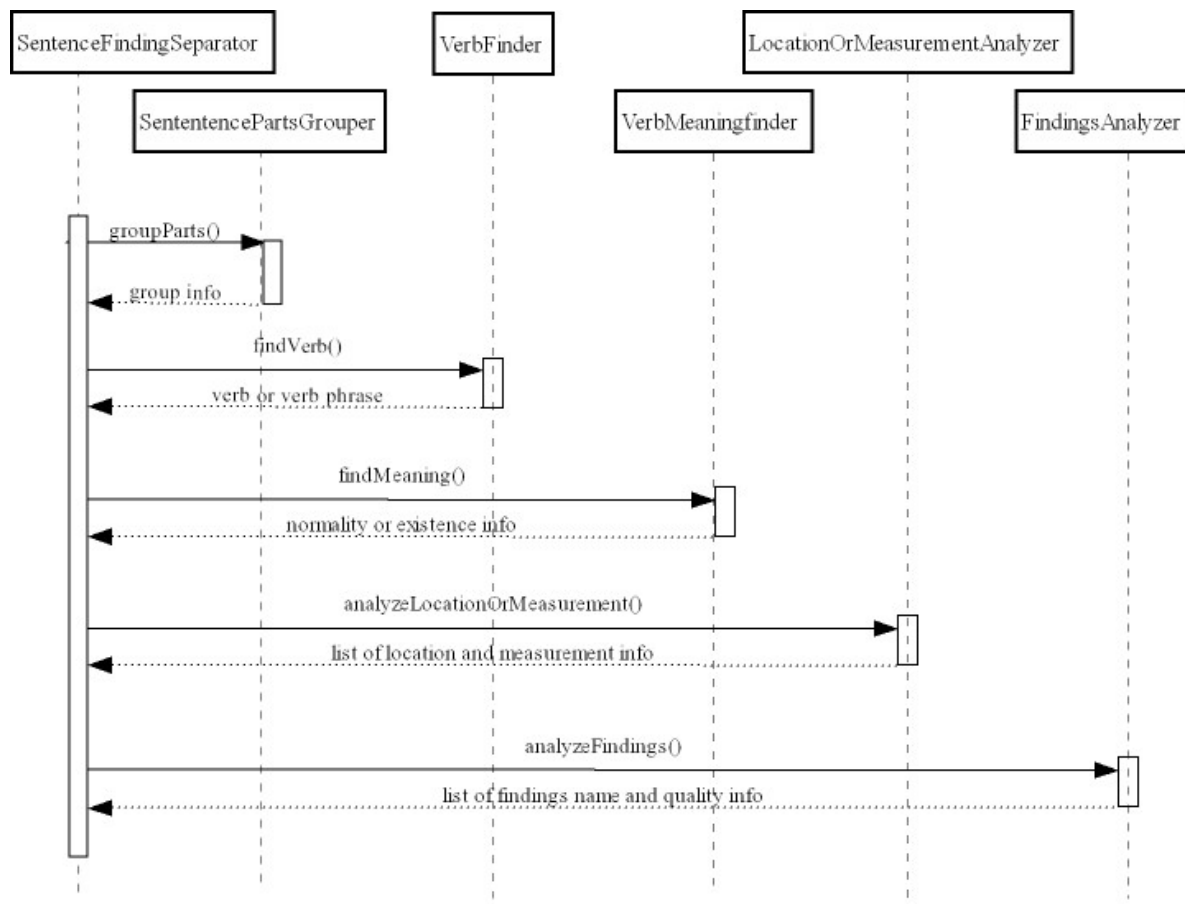 SentenceFindingSeparator
VerbFinder
LocationOrMeasurementAnalyzer
SententencePartsGrouper
VerbMeaningfinder
FindingsAnalyzer
groupParts()
group info
findVerb()
verb or verb phrase
findMeaning()
normality or existence info
analyzeLocationOrMeasurement()
list of location and measurement info
analyzeFindings()
list of findings name and quality info